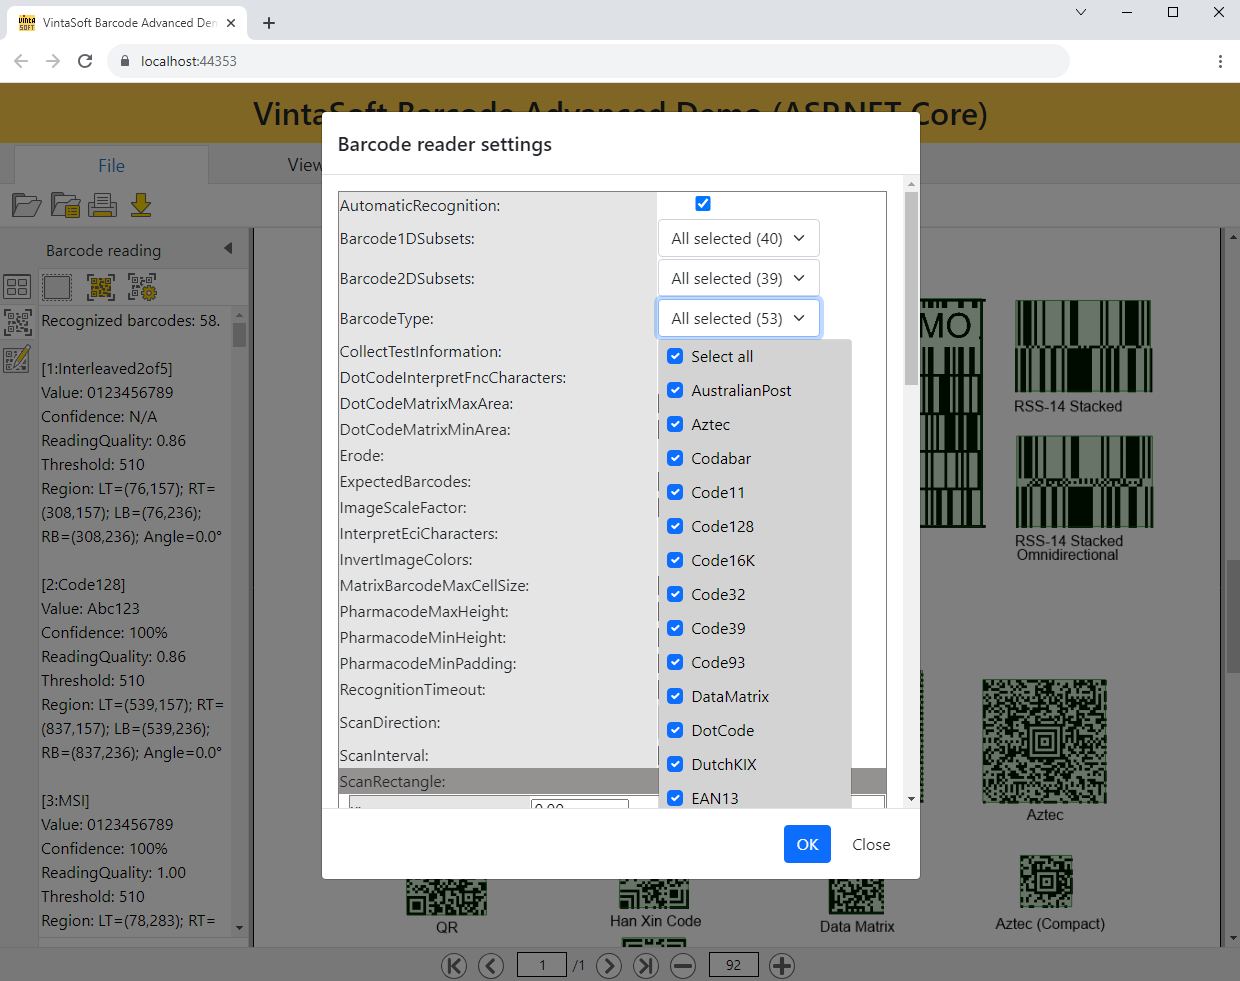 VintaSoft Barcode Advanced Den
localhost:44353
VintaSoft Barcode Advanced Demo (ASP.NET Core)
File
View
Barcode reading
Recognized barcodes: 58.
[1:Interleaved2of5]
Value: 0123456789
Confidence: N/A
ReadingQuality: 0.86
Threshold: 510
Region: LT=(76,157); RT=
(308,157); LB=(76,236);
RB=(308,236); Angle=0.0°
[2:Code128]
Value: Abc123
Confidence: 100%
ReadingQuality: 0.86
Threshold: 510
Region: LT=(539,157); RT=
(837,157); LB=(539,236);
RB=(837,236); Angle=0.0°
[3:MSI]
Value: 0123456789
Confidence: 100%
ReadingQuality: 1.00
Threshold: 510
Region: LT=(78,283); RT=
Barcode reader settings
AutomaticRecognition:
Barcode1DSubsets: All selected (40)
Barcode2DSubsets: All selected (39)
BarcodeType: All selected (53)
CollectTestInformation:
DotCodeInterpretFncCharacters:
DotCodeMatrixMaxArea:
DotCodeMatrixMinArea:
Erode:
ExpectedBarcodes:
ImageScaleFactor:
InterpretEciCharacters:
InvertImageColors:
MatrixBarcodeMaxCellSize:
PharmacodeMaxHeight:
PharmacodeMinHeight:
PharmacodeMinPadding:
RecognitionTimeout:
ScanDirection:
ScanInterval:
ScanRectangle:
Select all
AustralianPost
Aztec
Codabar
Code11
Code128
Code16K
Code32
Code39
Code93
DataMatrix
DotCode
DutchKIX
EAN13
OK
Close
MO
RSS-14 Stacked
RSS-14 Stacked
Omnidirectional
Aztec
QR
Han Xin Code
Data Matrix
Aztec (Compact)
1 /1
92